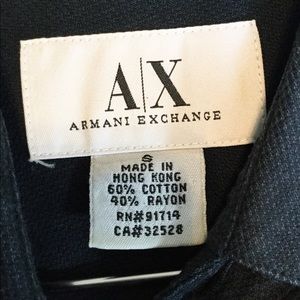 A|X
ARMANI EXCHANGE
S
MADE IN
HONG KONG
60% COTTON
40% RAYON
RN#91714
CA#32528